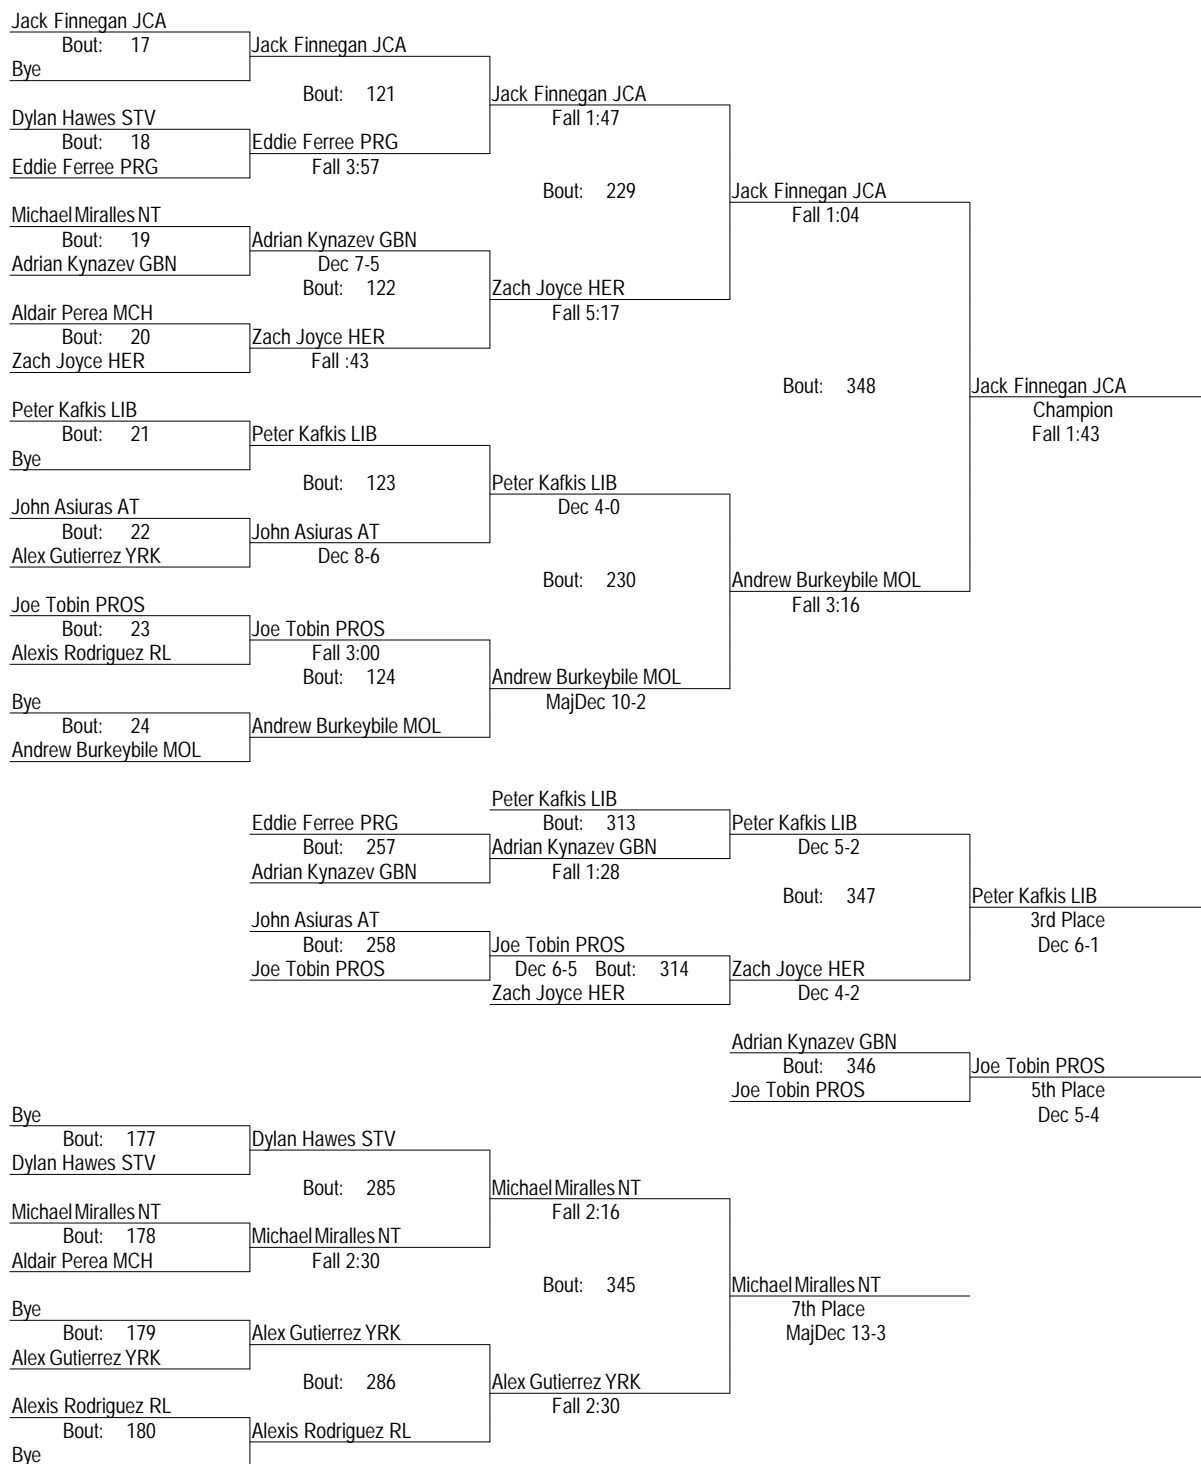 Jack Finnegan JCA
Bout: 17
Jack Finnegan JCA
Bye
Bout: 121
Jack Finnegan JCA
Dylan Hawes STV
Fall 1:47
Bout: 18
Eddie Ferree PRG
Eddie Ferree PRG
Fall 3:57
Bout: 229
Jack Finnegan JCA
Michael Miralles NT
Fall 1:04
Bout: 19
Adrian Kynazev GBN
Adrian Kynazev GBN
Dec 7-5
Bout: 122
Zach Joyce HER
Aldair Perea MCH
Fall 5:17
Bout: 20
Zach Joyce HER
Zach Joyce HER
Fall :43
Bout: 348
Jack Finnegan JCA
Peter Kafkis LIB
Champion
Bout: 21
Peter Kafkis LIB
Fall 1:43
Bye
Bout: 123
Peter Kafkis LIB
John Asiuras AT
Dec 4-0
Bout: 22
John Asiuras AT
Alex Gutierrez YRK
Dec 8-6
Bout: 230
Andrew Burkeybile MOL
Joe Tobin PROS
Fall 3:16
Bout: 23
Joe Tobin PROS
Alexis Rodriguez RL
Fall 3:00
Bout: 124
Andrew Burkeybile MOL
Bye
MajDec 10-2
Bout: 24
Andrew Burkeybile MOL
Andrew Burkeybile MOL
Peter Kafkis LIB
Eddie Ferree PRG
Bout: 313
Peter Kafkis LIB
Bout: 257
Adrian Kynazev GBN
Dec 5-2
Adrian Kynazev GBN
Fall 1:28
Bout: 347
Peter Kafkis LIB
John Asiuras AT
3rd Place
Bout: 258
Joe Tobin PROS
Dec 6-1
Joe Tobin PROS
Dec 6-5 Bout: 314
Zach Joyce HER
Zach Joyce HER
Dec 4-2
Adrian Kynazev GBN
Bout: 346
Joe Tobin PROS
Joe Tobin PROS
5th Place
Dec 5-4
Bye
Bout: 177
Dylan Hawes STV
Dylan Hawes STV
Bout: 285
Michael Miralles NT
Michael Miralles NT
Fall 2:16
Bout: 178
Michael Miralles NT
Aldair Perea MCH
Fall 2:30
Bout: 345
Michael Miralles NT
Bye
7th Place
Bout: 179
Alex Gutierrez YRK
MajDec 13-3
Alex Gutierrez YRK
Bout: 286
Alex Gutierrez YRK
Alexis Rodriguez RL
Fall 2:30
Bout: 180
Alexis Rodriguez RL
Bye